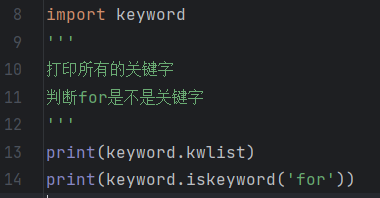 8 import keyword
9 '''
10 打印所有的关键字
11 判断for是不是关键字
12 '''
13 print(keyword.kwlist)
14 print(keyword.iskeyword('for'))